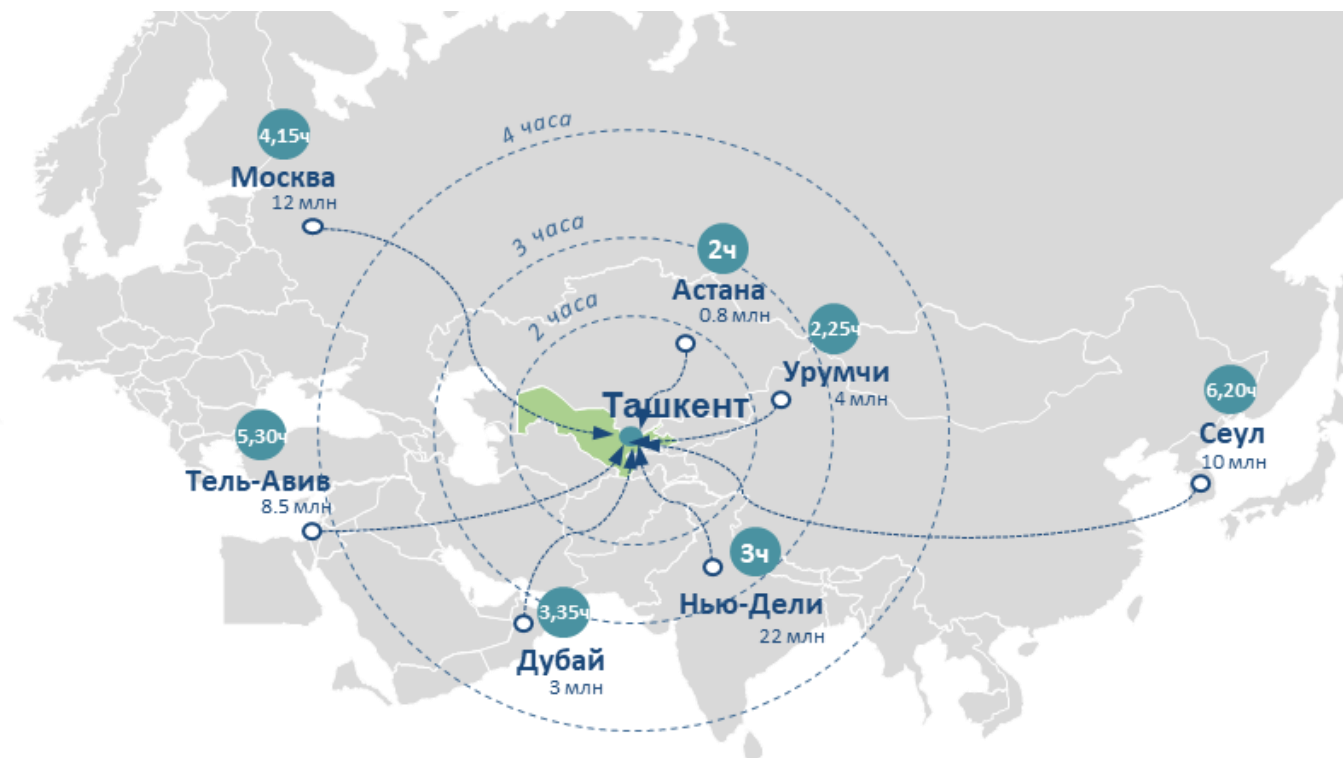 4 часа
4,15ч
Москва
12 млн
3 часа
2ч
Астана
0.8 млн
2 часа
2,25ч
Урумчи
4 млн
Ташкент
6,20ч
Сеул
10 млн
5,30ч
Тель-Авив
8.5 млн
3ч
Нью-Дели
22 млн
3,35ч
Дубай
3 млн